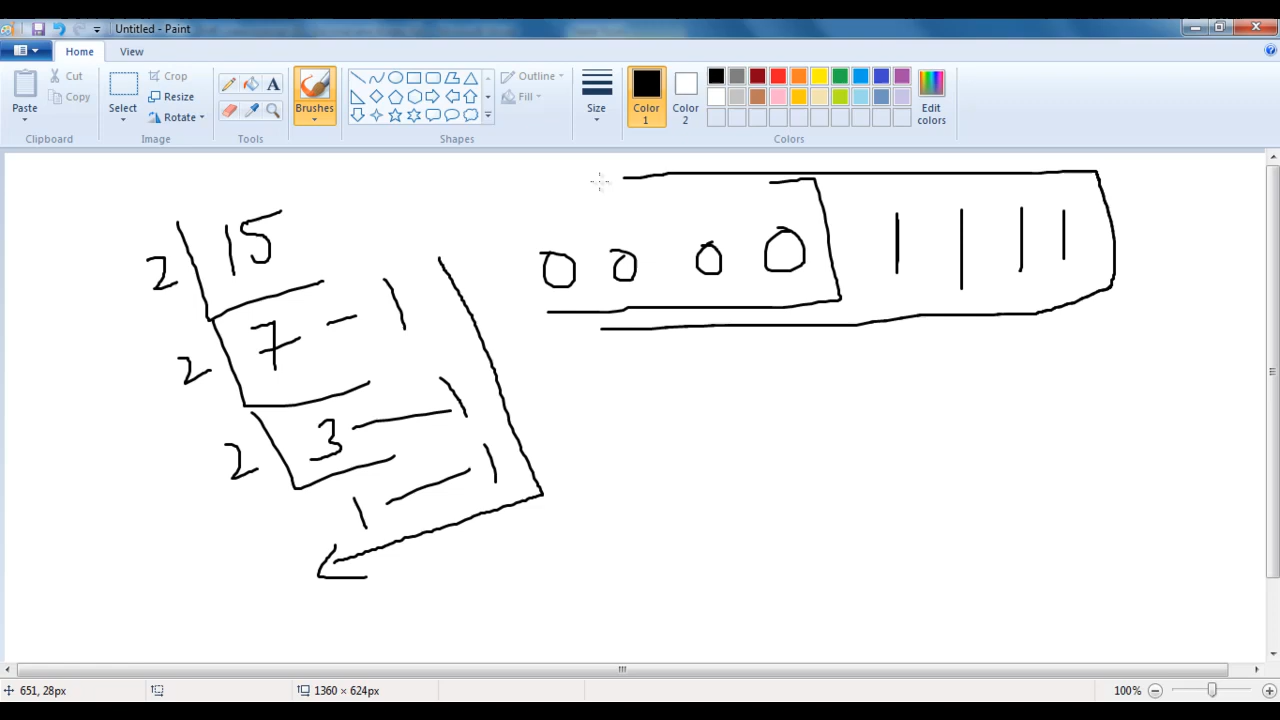 Untitled - Paint
Home View
Paste
Cut
Copy
Clipboard
Select
Crop
Resize
Rotate
Image
Tools
Brushes
Outline
Fill
Shapes
Size
Color 1
Color 2
Edit colors
Colors
2 15
2 7 - 1
2 3 - 1
1 - 1
0 0 0 0 1 1 1 1
651, 28px
1360 × 624px
100%